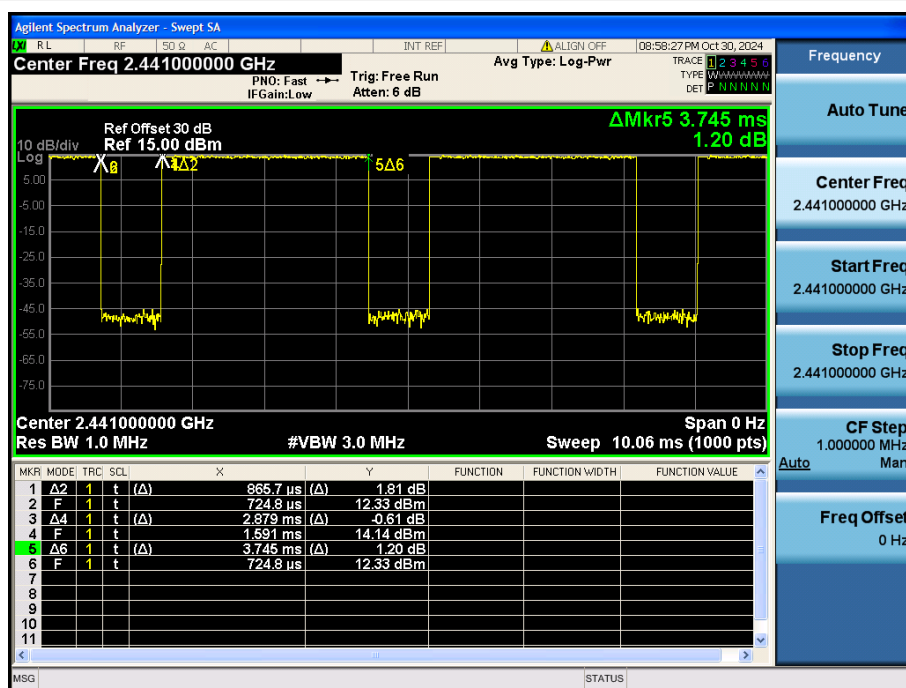 Agilent Spectrum Analyzer - Swept SA
LXI RL RF 50 Ω AC INT REF ALIGN OFF 08:58:27 PM Oct 30, 2024
Center Freq 2.441000000 GHz
Avg Type: Log-Pwr
TRACE 1 2 3 4 5 6
TYPE WWWWWW
DET P N N N N N
PNO: Fast
IFGain:Low
Trig: Free Run
Atten: 6 dB
Frequency
Auto Tune
Center Freq
2.441000000 GHz
Start Freq
2.441000000 GHz
Stop Freq
2.441000000 GHz
CF Step
1.000000 MHz
Auto Man
Freq Offset
0 Hz
ΔMkr5 3.745 ms
1.20 dB
Ref Offset 30 dB
10 dB/div Ref 15.00 dBm
Log
1Δ2
5Δ6
5.00
-5.00
-15.0
-25.0
-35.0
-45.0
-55.0
-65.0
-75.0
Center 2.441000000 GHz Span 0 Hz
Res BW 1.0 MHz #VBW 3.0 MHz Sweep 10.06 ms (1000 pts)
MKR MODE TRC SCL X Y FUNCTION FUNCTION WIDTH FUNCTION VALUE
1 Δ2 1 t (Δ) 865.7 µs (Δ) 1.81 dB
2 F 1 t 724.8 µs 12.33 dBm
3 Δ4 1 t (Δ) 2.879 ms (Δ) -0.61 dB
4 F 1 t 1.591 ms 14.14 dBm
5 Δ6 1 t (Δ) 3.745 ms (Δ) 1.20 dB
6 F 1 t 724.8 µs 12.33 dBm
7
8
9
10
11
MSG STATUS